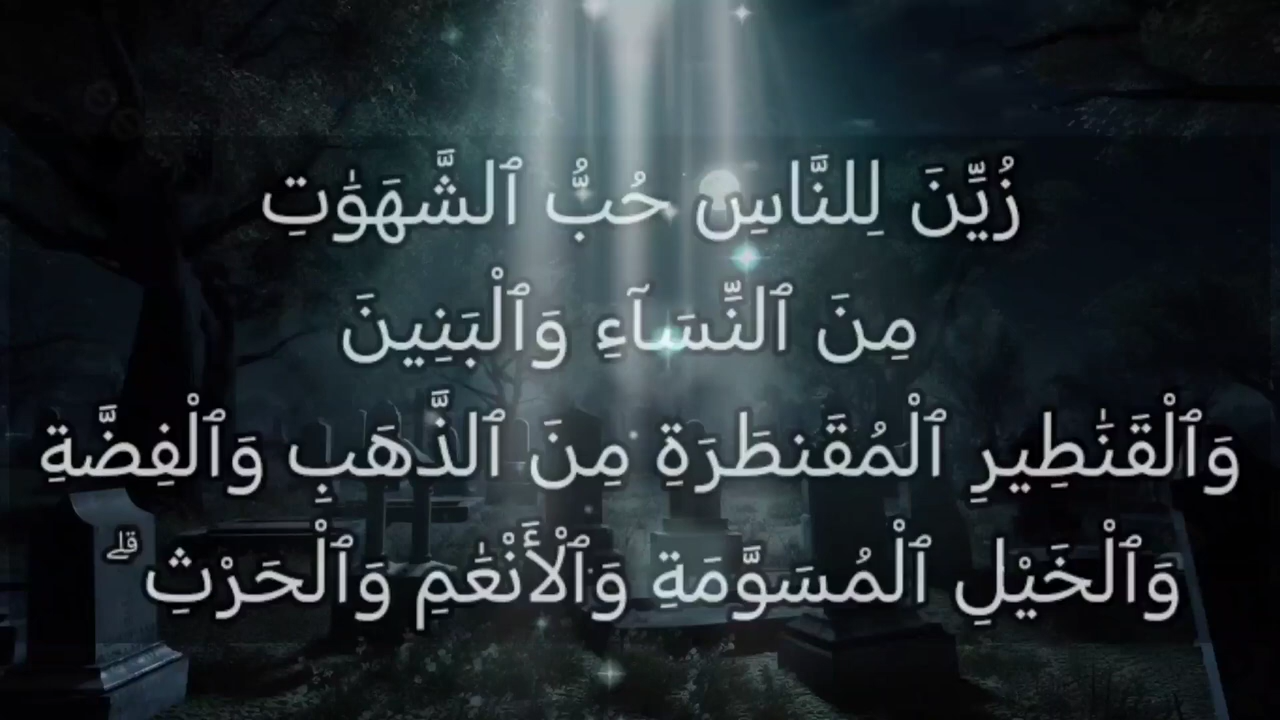 زُيِّنَ لِلنَّاسِ حُبُّ ٱلشَّهَوَٰتِ
مِنَ ٱلنِّسَآءِ وَٱلْبَنِينَ
وَٱلْقَنَٰطِيرِ ٱلْمُقَنطَرَةِ مِنَ ٱلذَّهَبِ وَٱلْفِضَّةِ
وَٱلْخَيْلِ ٱلْمُسَوَّمَةِ وَٱلْأَنْعَٰمِ وَٱلْحَرْثِ ۗ